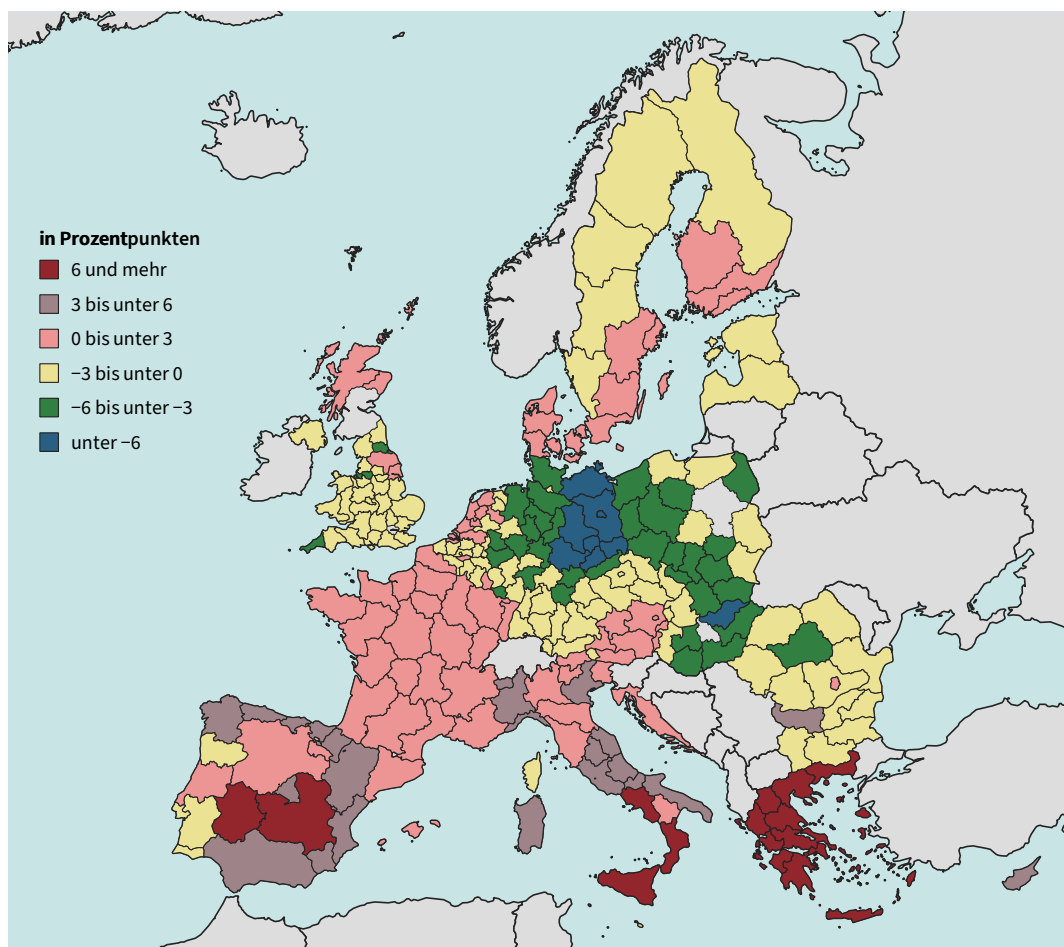 in Prozentpunkten
6 und mehr
3 bis unter 6
0 bis unter 3
−3 bis unter 0
−6 bis unter −3
unter −6